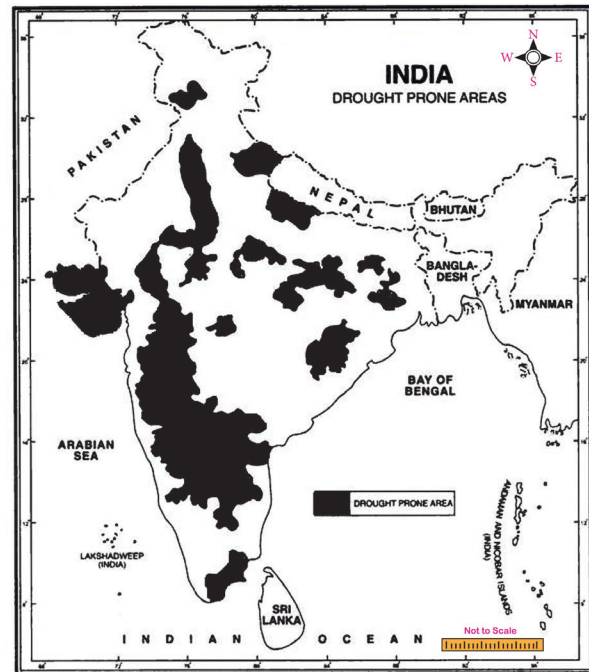 N
W E
S
INDIA
DROUGHT PRONE AREAS
PAKISTAN
NEPAL
BHUTAN
BANGLA-
DESH
MYANMAR
BAY OF
BENGAL
ARABIAN
SEA
DROUGHT PRONE AREA
LAKSHADWEEP
(INDIA)
ANDAMAN AND NICOBAR ISLANDS
(INDIA)
SRI
LANKA
Not to Scale
INDIAN OCEAN